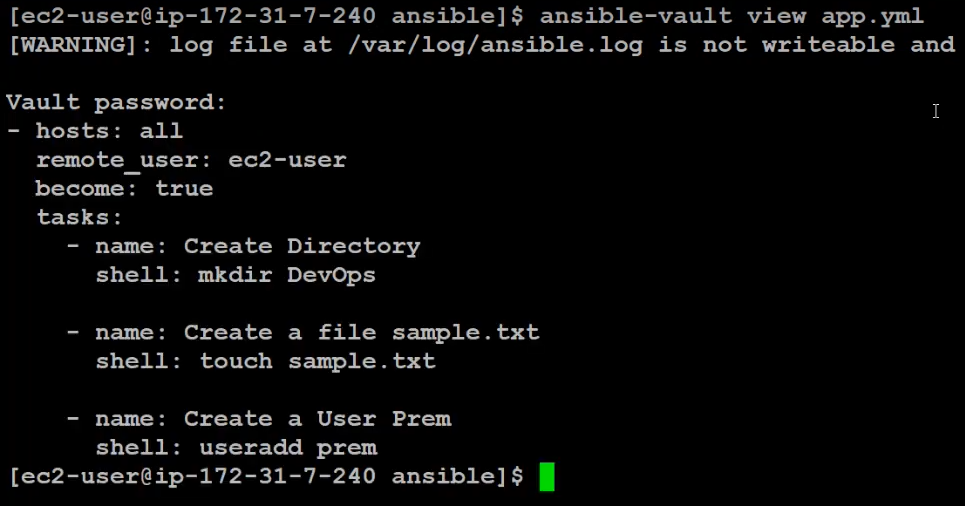 [ec2-user@ip-172-31-7-240 ansible]$ ansible-vault view app.yml
[WARNING]: log file at /var/log/ansible.log is not writeable and
Vault password:
- hosts: all
  remote_user: ec2-user
  become: true
  tasks:
    - name: Create Directory
      shell: mkdir DevOps
    - name: Create a file sample.txt
      shell: touch sample.txt
    - name: Create a User Prem
      shell: useradd prem
[ec2-user@ip-172-31-7-240 ansible]$